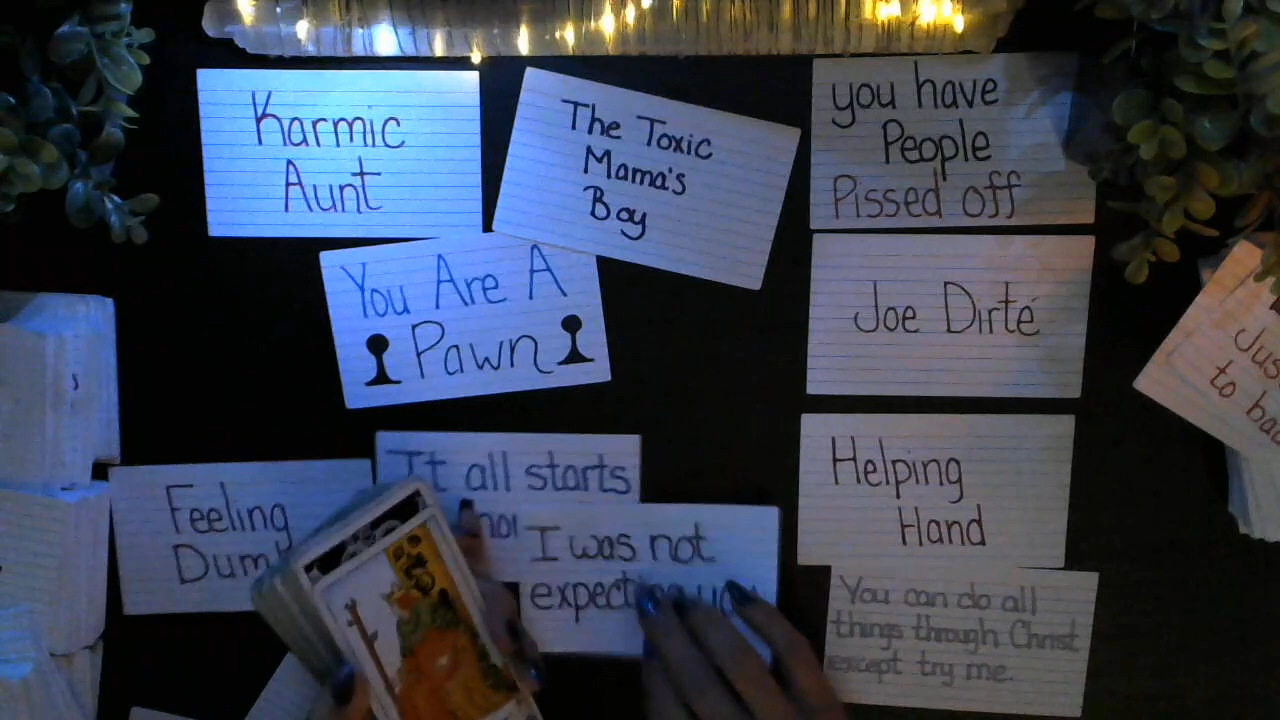 Karmic
Aunt
The Toxic
Mama's
Boy
you have
People
Pissed off
You Are A
Pawn
Joe Dirté
It all starts
Feeling
I was not
Helping
Hand
You can do all
things through Christ
except try me
to